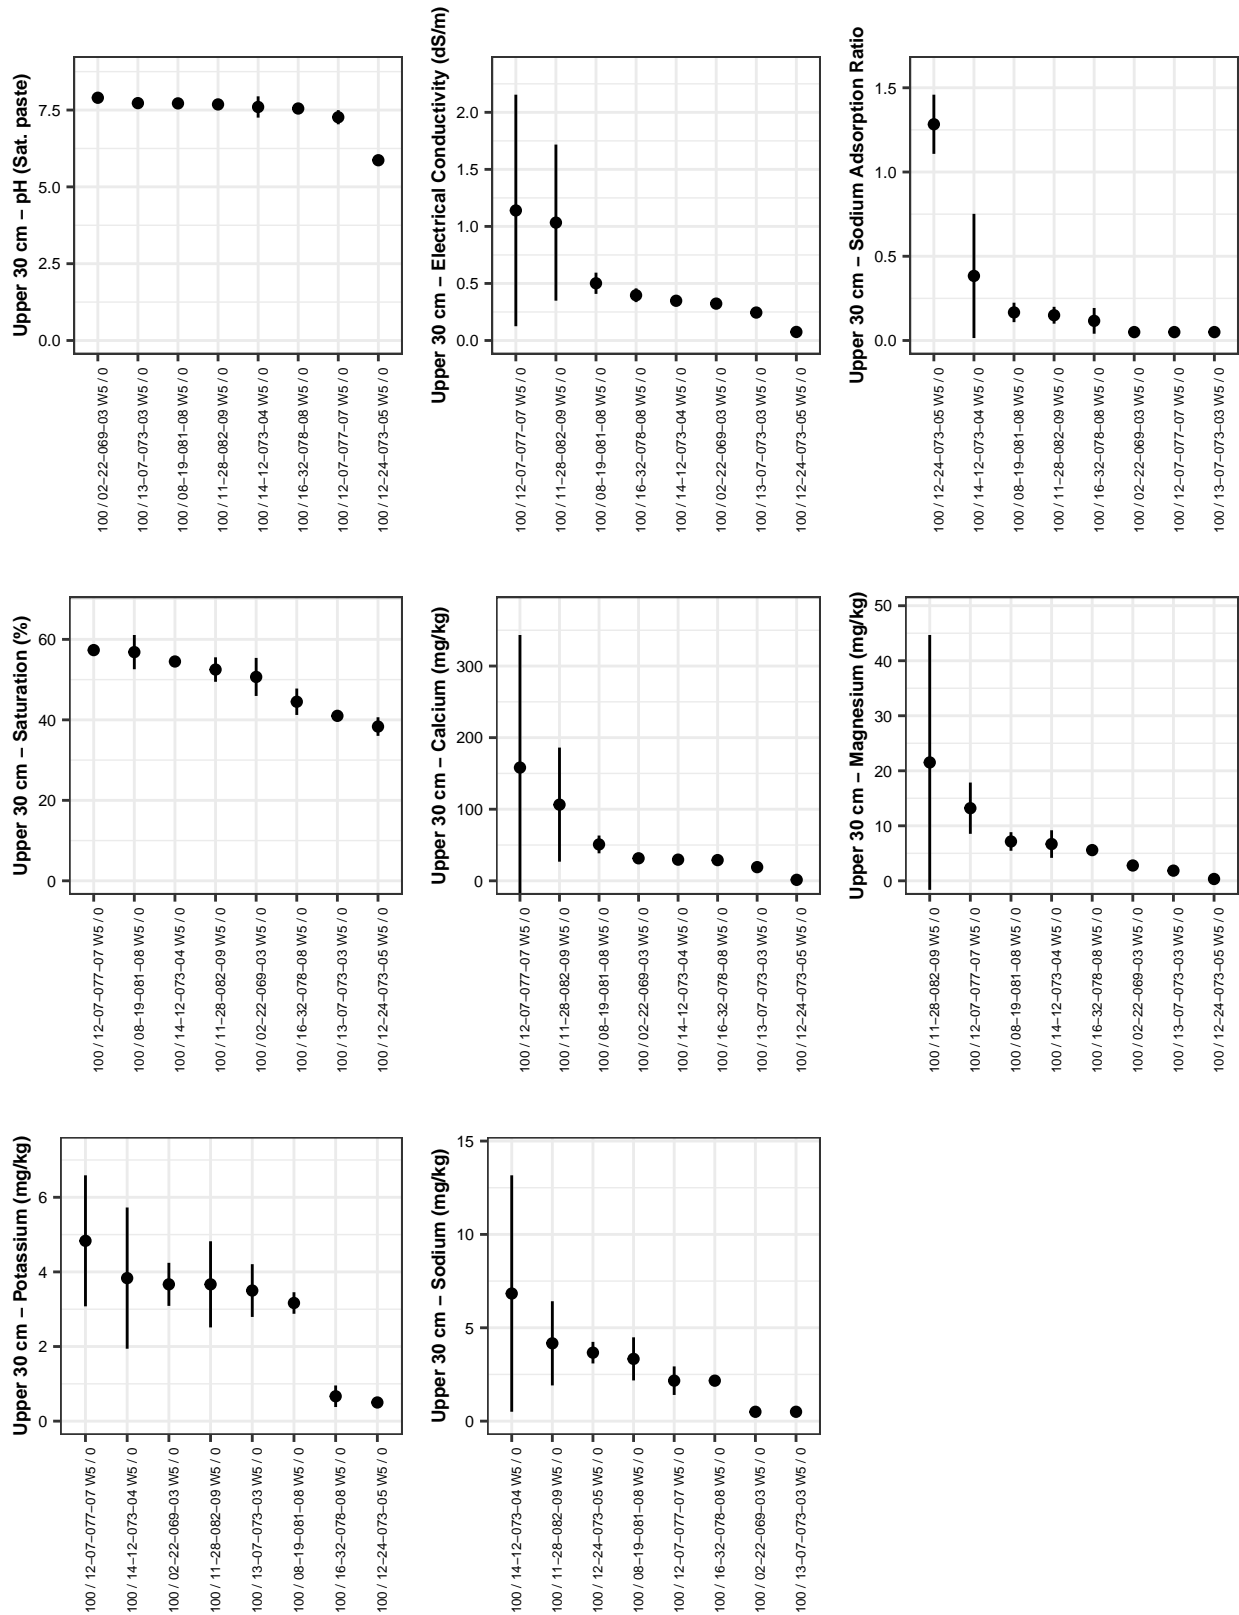 Upper 30 cm − pH (Sat. paste)
7.5
5.0
2.5
0.0
100 / 02−22−069−03 W5 / 0
100 / 13−07−073−03 W5 / 0
100 / 08−19−081−08 W5 / 0
100 / 11−28−082−09 W5 / 0
100 / 14−12−073−04 W5 / 0
100 / 16−32−078−08 W5 / 0
100 / 12−07−077−07 W5 / 0
100 / 12−24−073−05 W5 / 0
Upper 30 cm − Electrical Conductivity (dS/m)
2.0
1.5
1.0
0.5
0.0
100 / 12−07−077−07 W5 / 0
100 / 11−28−082−09 W5 / 0
100 / 08−19−081−08 W5 / 0
100 / 16−32−078−08 W5 / 0
100 / 14−12−073−04 W5 / 0
100 / 02−22−069−03 W5 / 0
100 / 13−07−073−03 W5 / 0
100 / 12−24−073−05 W5 / 0
Upper 30 cm − Sodium Adsorption Ratio
1.5
1.0
0.5
0.0
100 / 12−24−073−05 W5 / 0
100 / 14−12−073−04 W5 / 0
100 / 08−19−081−08 W5 / 0
100 / 11−28−082−09 W5 / 0
100 / 16−32−078−08 W5 / 0
100 / 02−22−069−03 W5 / 0
100 / 12−07−077−07 W5 / 0
100 / 13−07−073−03 W5 / 0
Upper 30 cm − Saturation (%)
60
40
20
0
100 / 12−07−077−07 W5 / 0
100 / 08−19−081−08 W5 / 0
100 / 14−12−073−04 W5 / 0
100 / 11−28−082−09 W5 / 0
100 / 02−22−069−03 W5 / 0
100 / 16−32−078−08 W5 / 0
100 / 13−07−073−03 W5 / 0
100 / 12−24−073−05 W5 / 0
Upper 30 cm − Calcium (mg/kg)
300
200
100
0
100 / 12−07−077−07 W5 / 0
100 / 11−28−082−09 W5 / 0
100 / 08−19−081−08 W5 / 0
100 / 02−22−069−03 W5 / 0
100 / 14−12−073−04 W5 / 0
100 / 16−32−078−08 W5 / 0
100 / 13−07−073−03 W5 / 0
100 / 12−24−073−05 W5 / 0
Upper 30 cm − Magnesium (mg/kg)
50
40
30
20
10
0
100 / 11−28−082−09 W5 / 0
100 / 12−07−077−07 W5 / 0
100 / 08−19−081−08 W5 / 0
100 / 14−12−073−04 W5 / 0
100 / 16−32−078−08 W5 / 0
100 / 02−22−069−03 W5 / 0
100 / 13−07−073−03 W5 / 0
100 / 12−24−073−05 W5 / 0
Upper 30 cm − Potassium (mg/kg)
6
4
2
0
100 / 12−07−077−07 W5 / 0
100 / 14−12−073−04 W5 / 0
100 / 02−22−069−03 W5 / 0
100 / 11−28−082−09 W5 / 0
100 / 13−07−073−03 W5 / 0
100 / 08−19−081−08 W5 / 0
100 / 16−32−078−08 W5 / 0
100 / 12−24−073−05 W5 / 0
Upper 30 cm − Sodium (mg/kg)
15
10
5
0
100 / 14−12−073−04 W5 / 0
100 / 11−28−082−09 W5 / 0
100 / 12−24−073−05 W5 / 0
100 / 08−19−081−08 W5 / 0
100 / 12−07−077−07 W5 / 0
100 / 16−32−078−08 W5 / 0
100 / 02−22−069−03 W5 / 0
100 / 13−07−073−03 W5 / 0